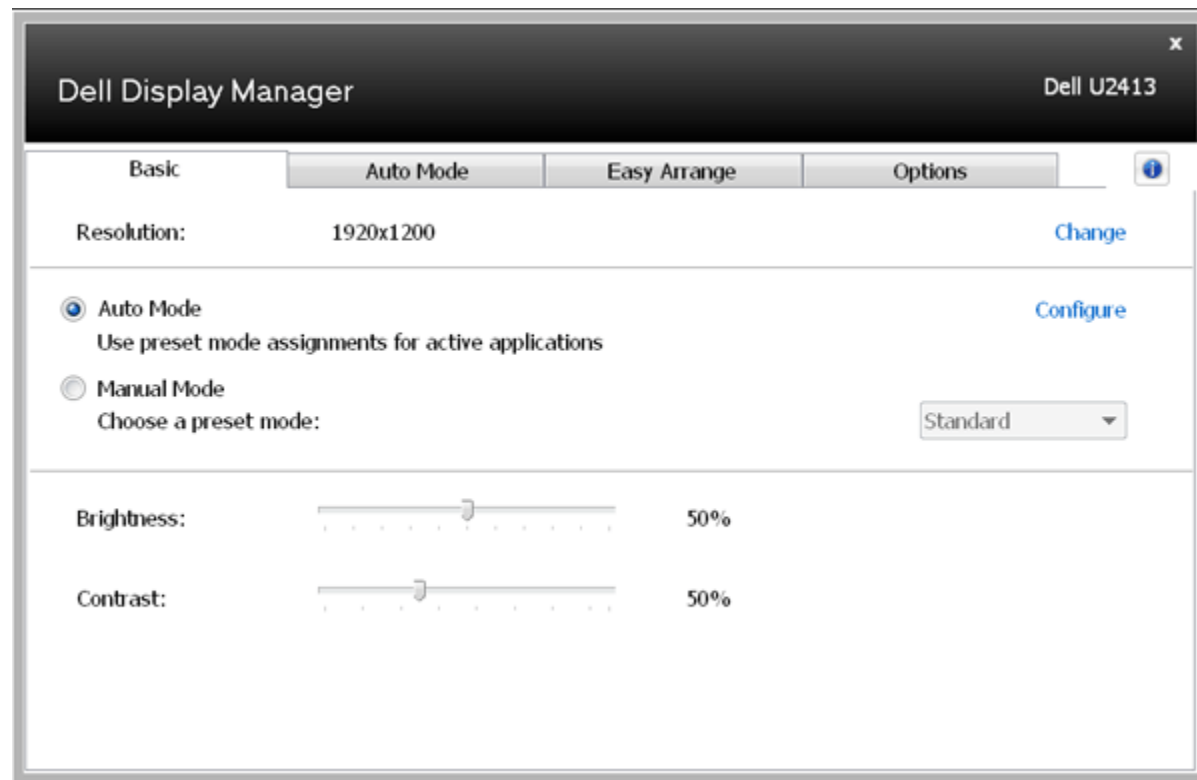 x
Dell Display Manager
Dell U2413
Basic Auto Mode Easy Arrange Options i
Resolution: 1920x1200 Change
Auto Mode Configure
Use preset mode assignments for active applications
Manual Mode
Choose a preset mode: Standard
Brightness: 50%
Contrast: 50%